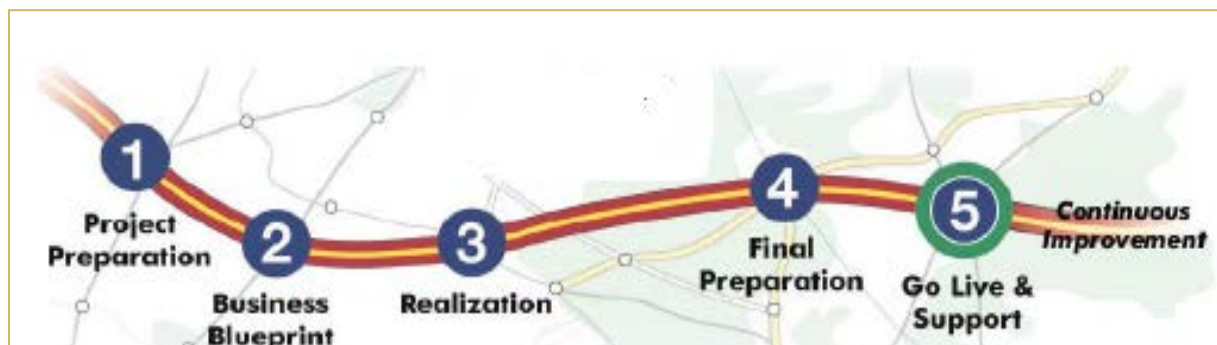 1
Project
Preparation
2
Business
Blueprint
3
Realization
4
Final
Preparation
5
Go Live &
Support
Continuous
Improvement